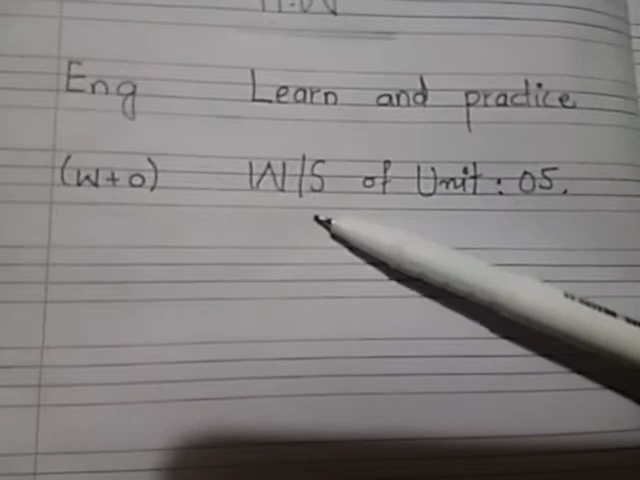 Eng Learn and practice
(W+O) W/S of Unit : 05.